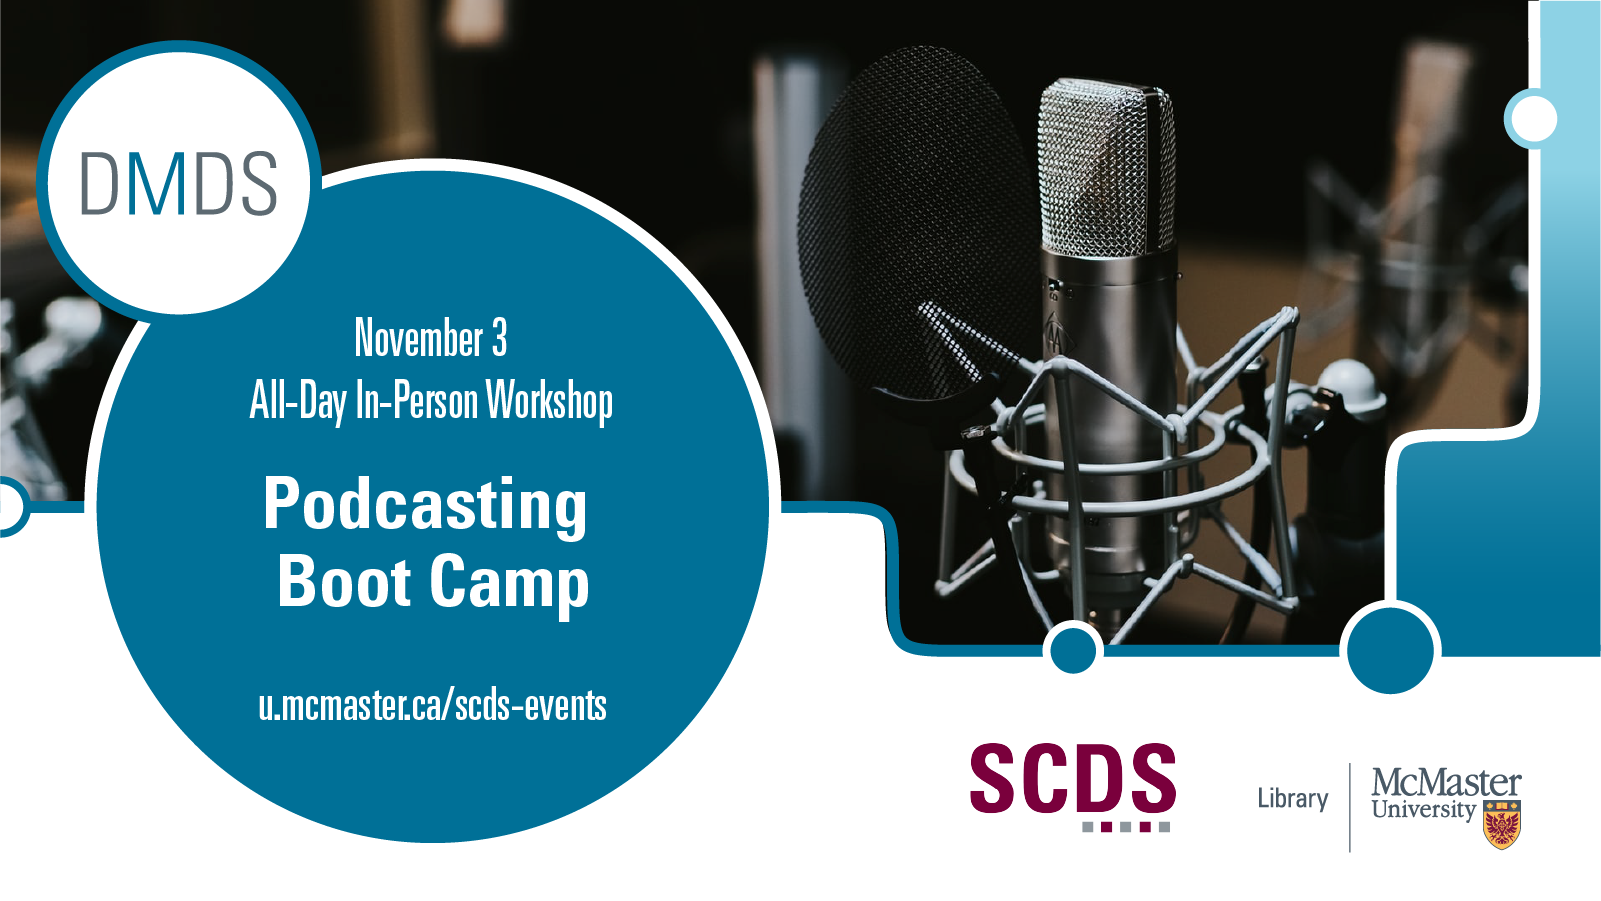 DMDS
November 3
All-Day In-Person Workshop
Podcasting
Boot Camp
u.mcmaster.ca/scds-events
SCDS
Library
McMaster
University